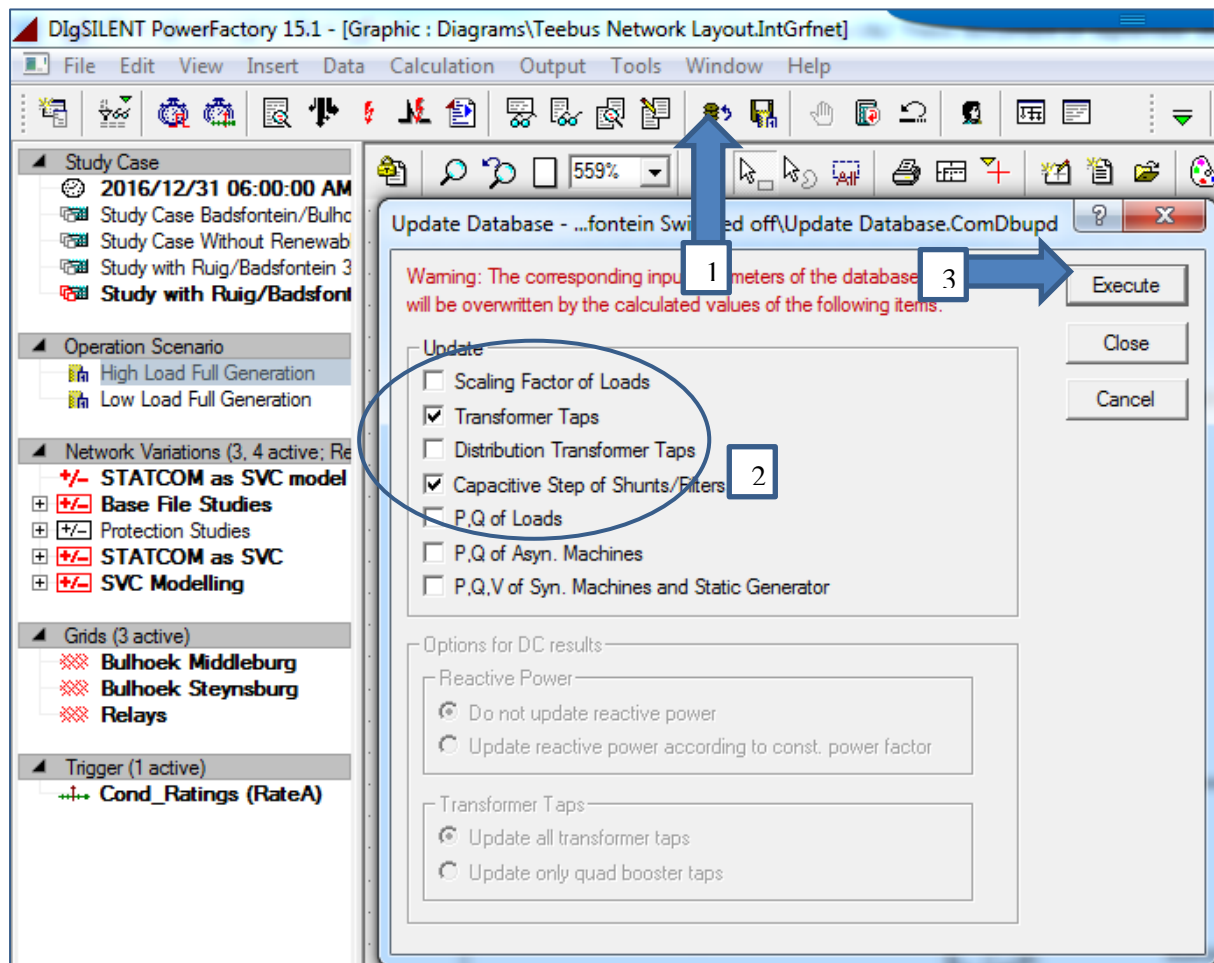 DIgSILENT PowerFactory 15.1 - [Graphic : Diagrams\Teebus Network Layout.IntGrfnet]
File Edit View Insert Data Calculation Output Tools Window Help
559%
Study Case
2016/12/31 06:00:00 AM
Study Case Badsfontein/Bulho
Study Case Without Renewab
Study with Ruig/Badsfontein 3
Study with Ruig/Badsfont
Operation Scenario
High Load Full Generation
Low Load Full Generation
Network Variations (3, 4 active; Re
STATCOM as SVC model
Base File Studies
Protection Studies
STATCOM as SVC
SVC Modelling
Grids (3 active)
Bulhoek Middleburg
Bulhoek Steynsburg
Relays
Trigger (1 active)
Cond_Ratings (RateA)
Update Database - ...fontein Swi ed off\Update Database.ComDbupd
1
3
Warning: The corresponding inpu meters of the database
will be overwritten by the calculated values of the following items:
Execute
Close
Cancel
Update
Scaling Factor of Loads
Transformer Taps
Distribution Transformer Taps
Capacitive Step of Shunts/Filters
2
P,Q of Loads
P,Q of Asyn. Machines
P,Q,V of Syn. Machines and Static Generator
Options for DC results
Reactive Power
Do not update reactive power
Update reactive power according to const. power factor
Transformer Taps
Update all transformer taps
Update only quad booster taps